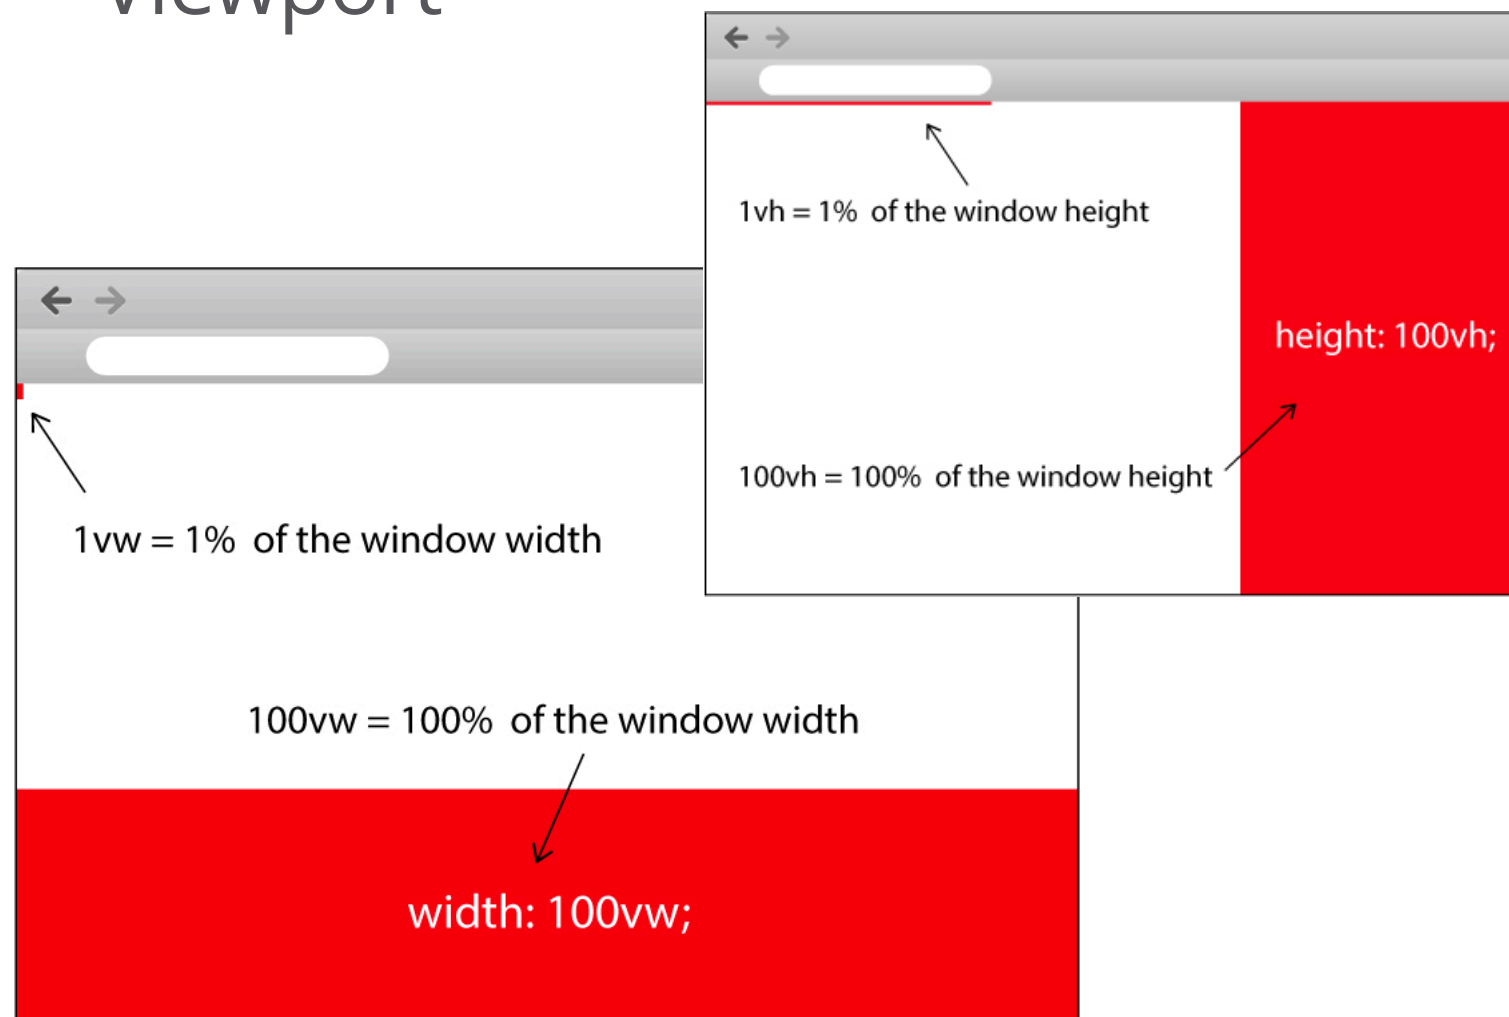 viewport
1vh = 1% of the window height
height: 100vh;
100vh = 100% of the window height
1vw = 1% of the window width
100vw = 100% of the window width
width: 100vw;